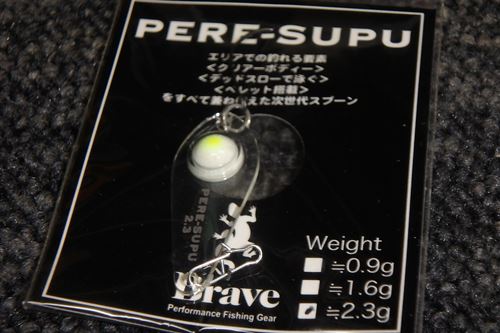 PERE-SUPU
エリアでの釣れる要素
<クリアーボディー>
<デッドスローで泳ぐ>
<ペレット搭載>
をすべて兼ねそなえた次世代スプーン
PERE-SUPU
2.3
Brave
Performance Fishing Gear
Weight
≒0.9g
≒1.6g
≒2.3g